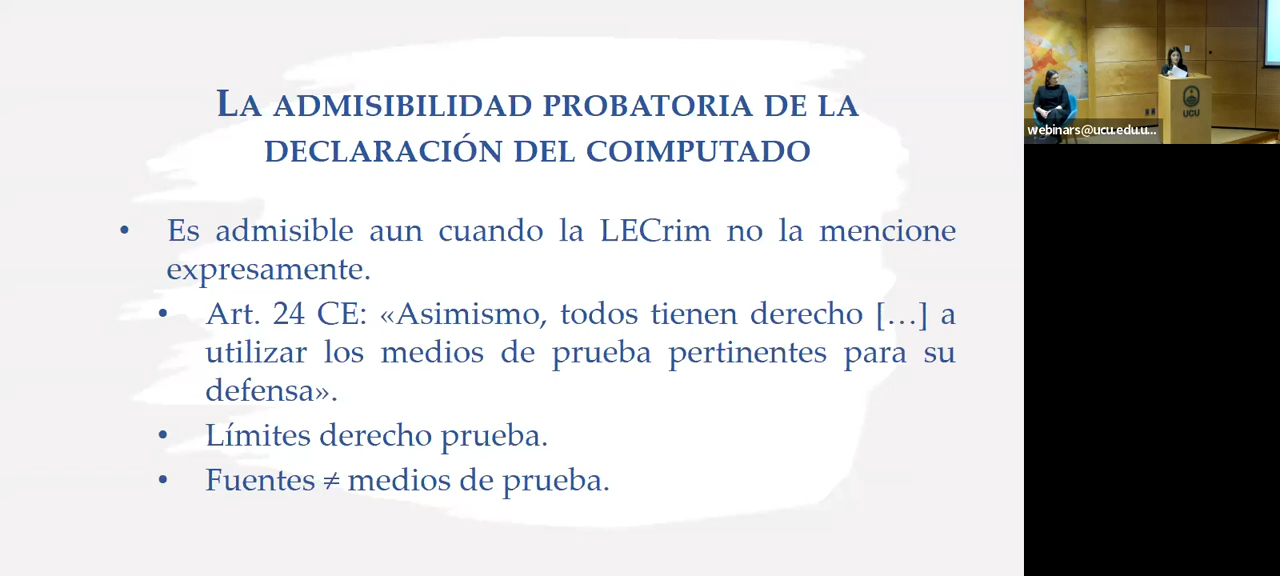 LA ADMISIBILIDAD PROBATORIA DE LA
DECLARACIÓN DEL COIMPUTADO
• Es admisible aun cuando la LECrim no la mencione
expresamente.
• Art. 24 CE: «Asimismo, todos tienen derecho […] a
utilizar los medios de prueba pertinentes para su
defensa».
• Límites derecho prueba.
• Fuentes ≠ medios de prueba.
UCU
webinars@ucu.edu.u...